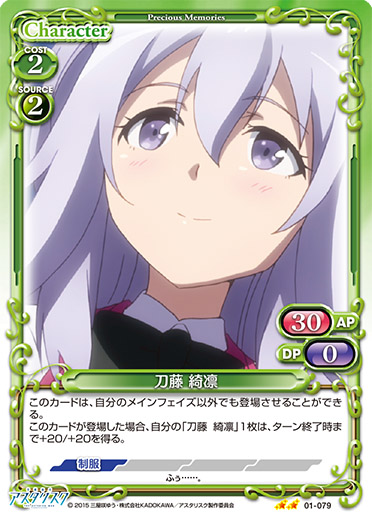 Precious Memories
Character
COST
2
SOURCE
2
30 AP
DP 0
刀藤 綺凛
このカードは、自分のメインフェイズ以外でも登場させることができ
る。
このカードが登場した場合、自分の「刀藤 綺凛」1枚は、ターン終了時ま
で+20/+20を得る。
制服
ふぅ……。
アスタリスク
© 2015 三屋咲ゆう・株式会社KADOKAWA/アスタリスク製作委員会
01-079